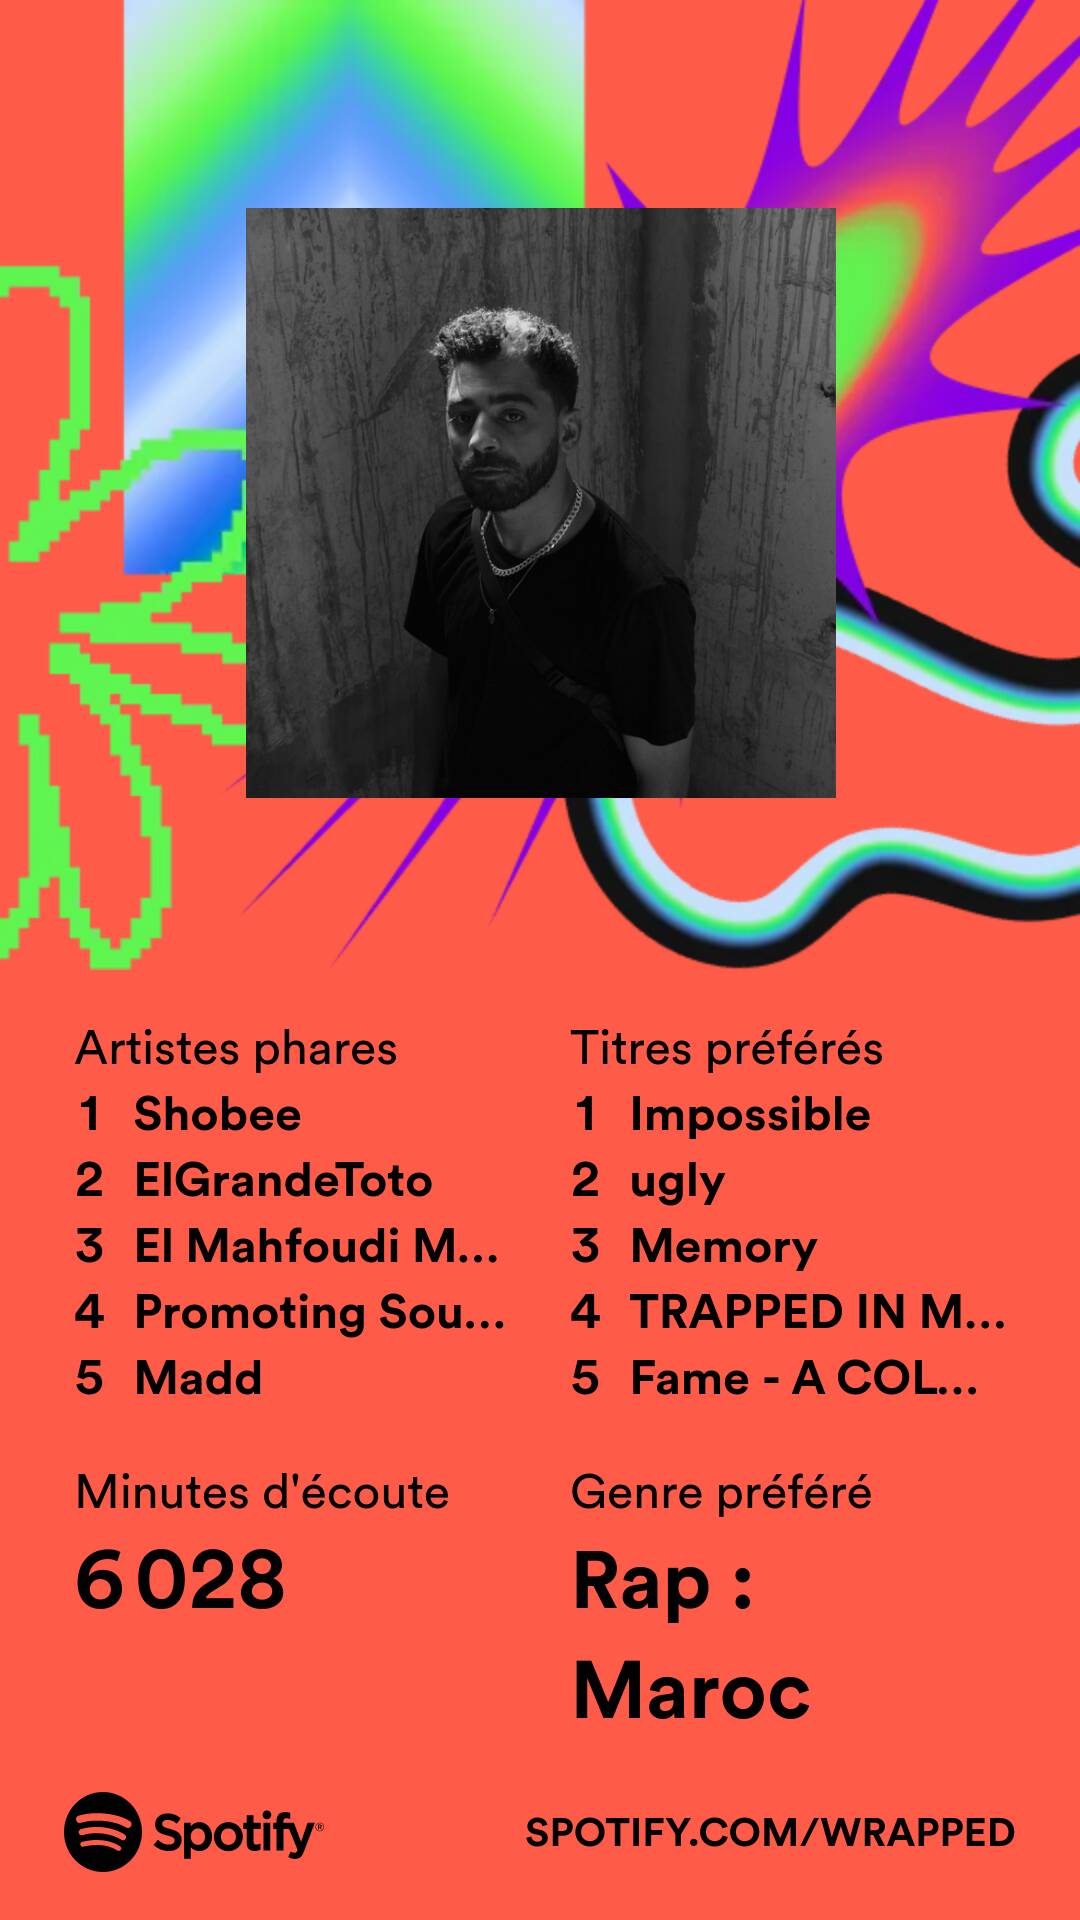 Artistes phares
1 Shobee
2 ElGrandeToto
3 El Mahfoudi M...
4 Promoting Sou...
5 Madd
Titres préférés
1 Impossible
2 ugly
3 Memory
4 TRAPPED IN M...
5 Fame - A COL...
Minutes d'écoute
6 028
Genre préféré
Rap :
Maroc
Spotify®
SPOTIFY.COM/WRAPPED